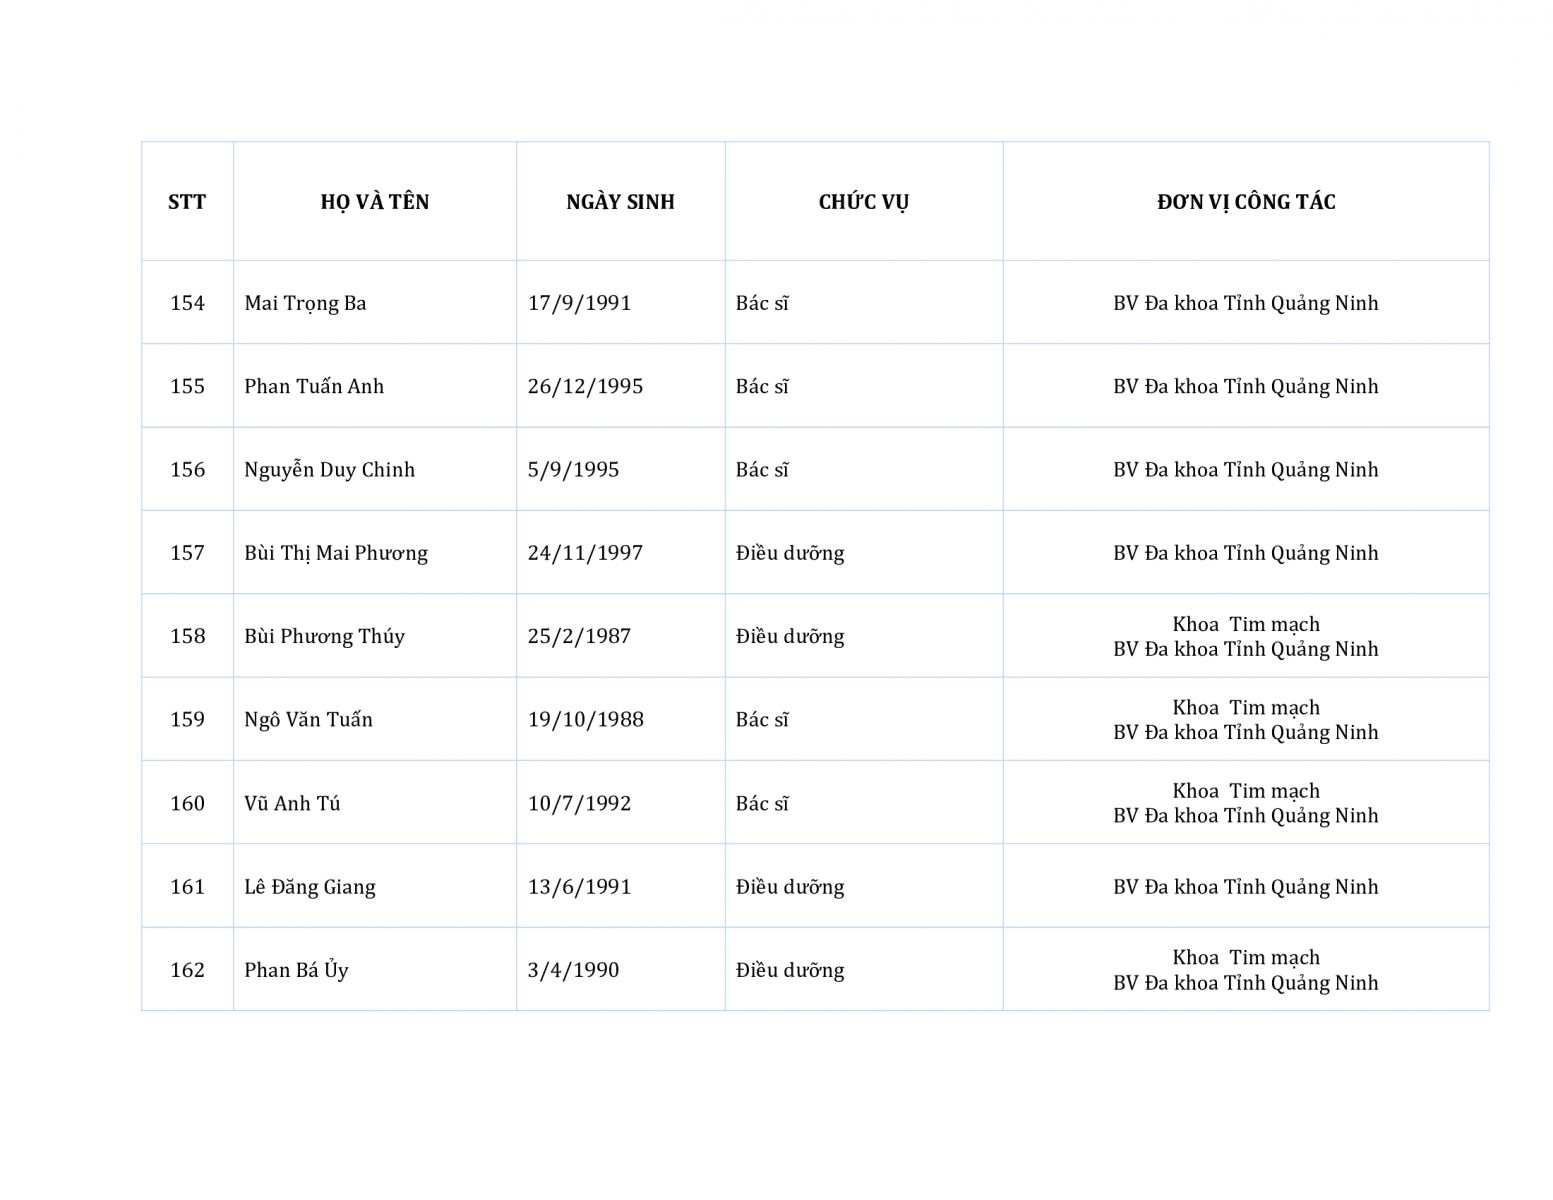 STT HỌ VÀ TÊN NGÀY SINH CHỨC VỤ ĐƠN VỊ CÔNG TÁC
154 Mai Trọng Ba 17/9/1991 Bác sĩ BV Đa khoa Tỉnh Quảng Ninh
155 Phan Tuấn Anh 26/12/1995 Bác sĩ BV Đa khoa Tỉnh Quảng Ninh
156 Nguyễn Duy Chinh 5/9/1995 Bác sĩ BV Đa khoa Tỉnh Quảng Ninh
157 Bùi Thị Mai Phương 24/11/1997 Điều dưỡng BV Đa khoa Tỉnh Quảng Ninh
158 Bùi Phương Thúy 25/2/1987 Điều dưỡng Khoa Tim mạch
BV Đa khoa Tỉnh Quảng Ninh
159 Ngô Văn Tuấn 19/10/1988 Bác sĩ Khoa Tim mạch
BV Đa khoa Tỉnh Quảng Ninh
160 Vũ Anh Tú 10/7/1992 Bác sĩ Khoa Tim mạch
BV Đa khoa Tỉnh Quảng Ninh
161 Lê Đăng Giang 13/6/1991 Điều dưỡng BV Đa khoa Tỉnh Quảng Ninh
162 Phan Bá Ủy 3/4/1990 Điều dưỡng Khoa Tim mạch
BV Đa khoa Tỉnh Quảng Ninh